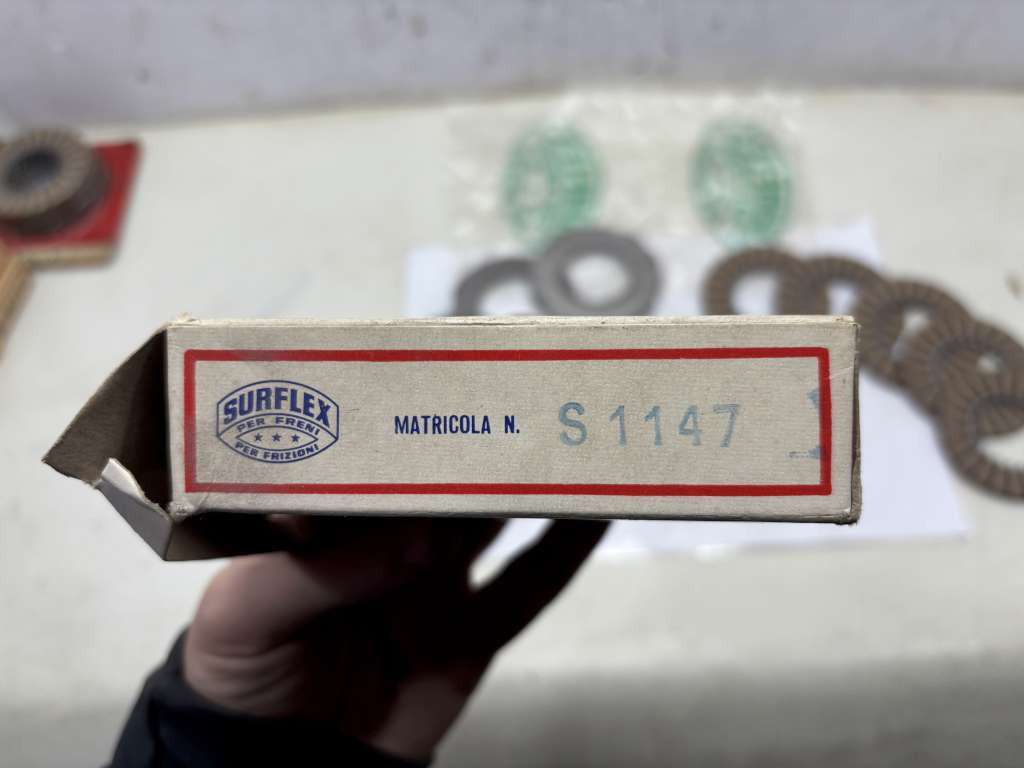 SURFLEX
PER FRENI
PER FRIZIONI
MATRICOLA N. S 1147